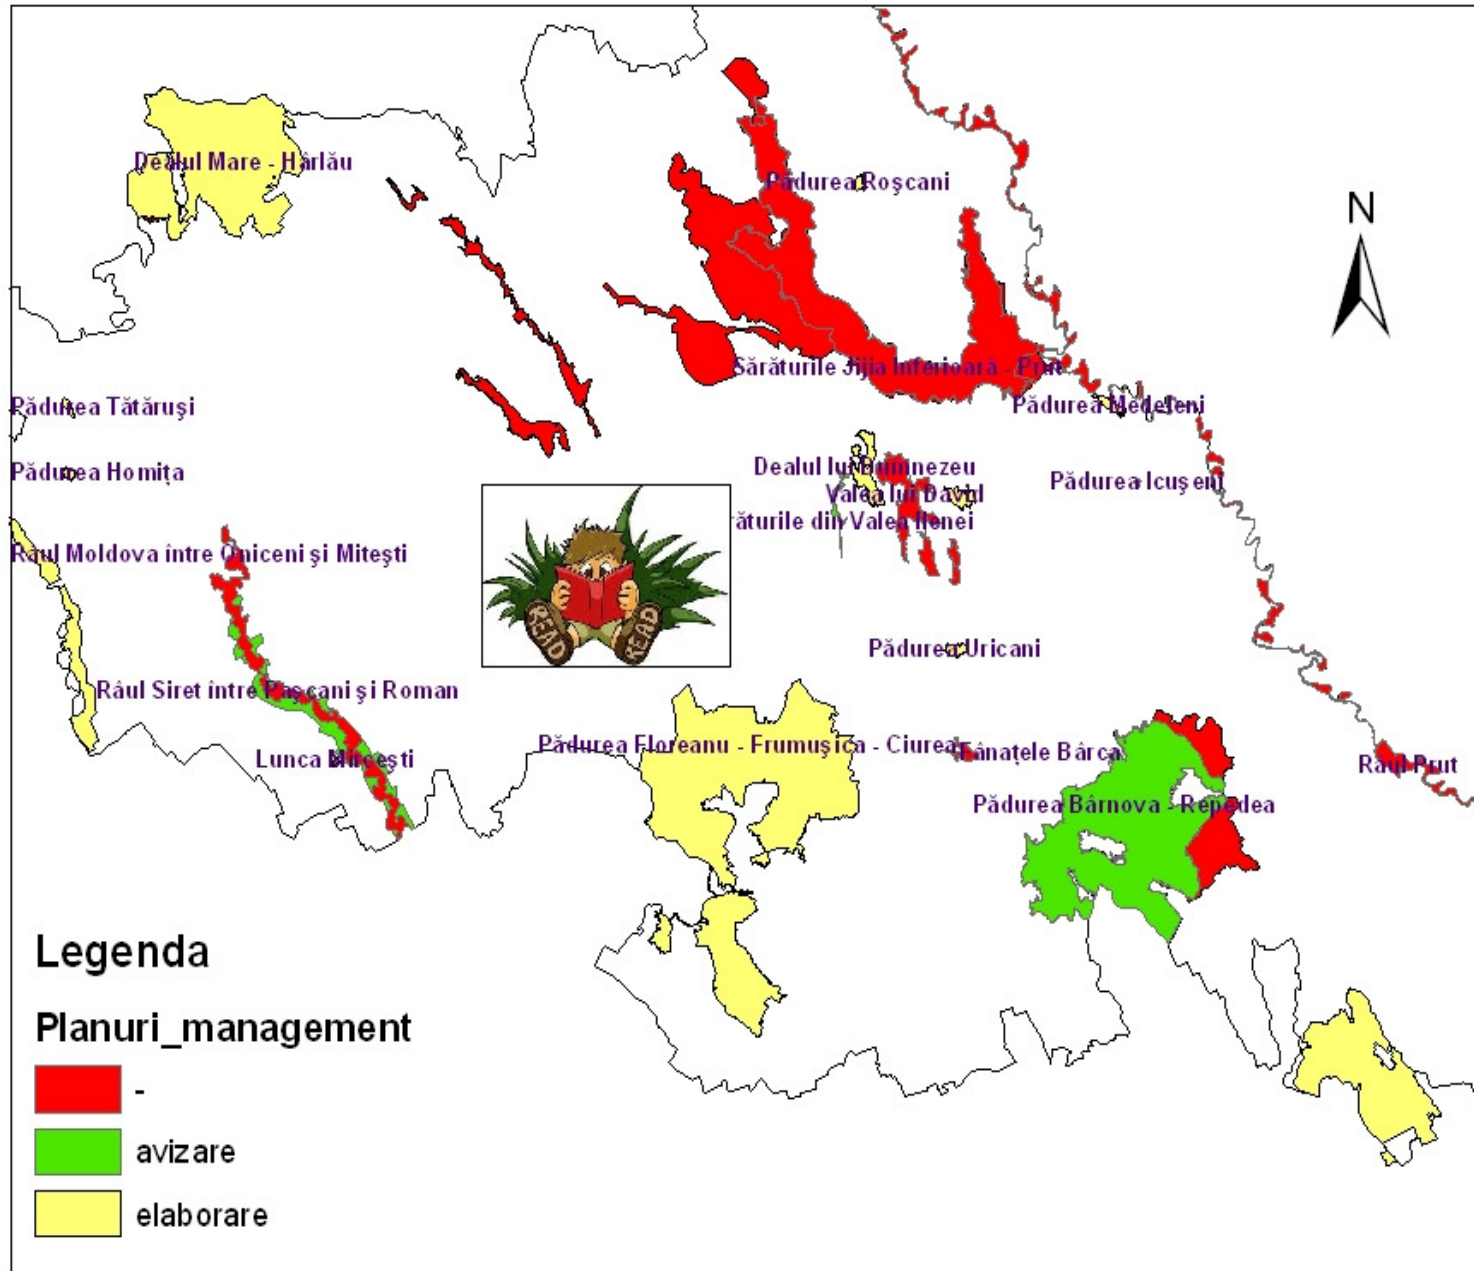 Dealul Mare - Hârlău
Pădurea Roşcani
N
Sărăturile Jijia Inferioară - Prut
Pădurea Tătăruşi
Pădurea Medeleni
Pădurea Homiţa
Dealul lui Dumnezeu
Pădurea Icuşeni
Valea lui David
răturile din Valea Ilenei
Râul Moldova între Oniceni şi Miteşti
READ
READ
Pădurea Uricani
Râul Siret între Paşcani şi Roman
Pădurea Floreanu - Frumuşica - Ciurea
Fânaţele Bârca
Lunca Mirceşti
Râul Prut
Pădurea Bârnova - Repedea
Legenda
Planuri_management
-
avizare
elaborare